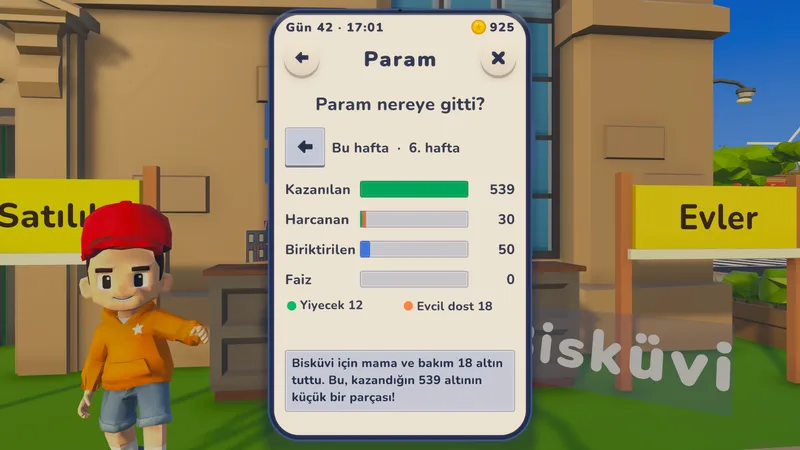 Gün 42 · 17:01
925
Param
Param nereye gitti?
Bu hafta · 6. hafta
Kazanılan 539
Harcanan 30
Biriktirilen 50
Faiz 0
Yiyecek 12
Evcil dost 18
Bisküvi için mama ve bakım 18 altın
tuttu. Bu, kazandığın 539 altının
küçük bir parçası!
Evler